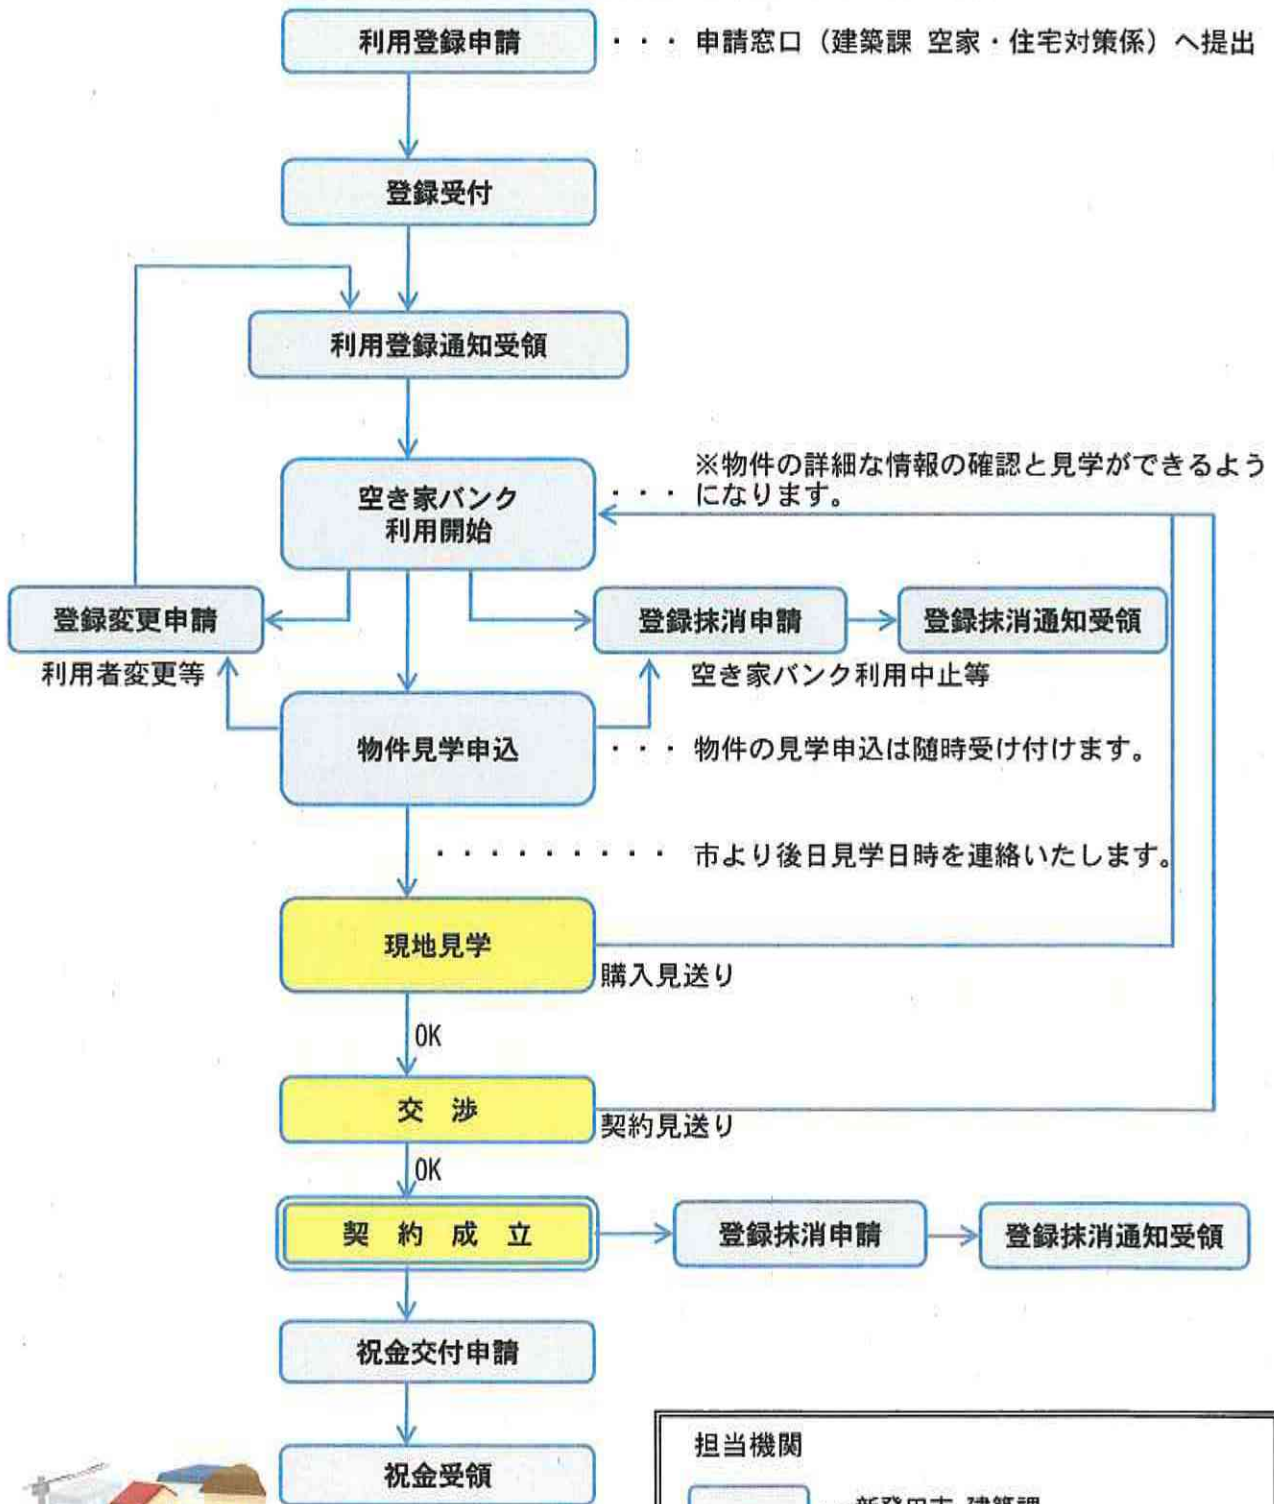 利用登録申請 ・・・ 申請窓口（建築課 空家・住宅対策係）へ提出
登録受付
利用登録通知受領
※物件の詳細な情報の確認と見学ができるよう
・・・ になります。
空き家バンク
利用開始
登録変更申請
利用者変更等
登録抹消申請
登録抹消通知受領
空き家バンク利用中止等
物件見学申込 ・・・ 物件の見学申込は随時受け付けます。
・・・・・・・・・ 市より後日見学日時を連絡いたします。
現地見学
購入見送り
OK
交　渉
契約見送り
OK
契　約　成　立
登録抹消申請
登録抹消通知受領
祝金交付申請
祝金受領
担当機関
新発田市 建築課